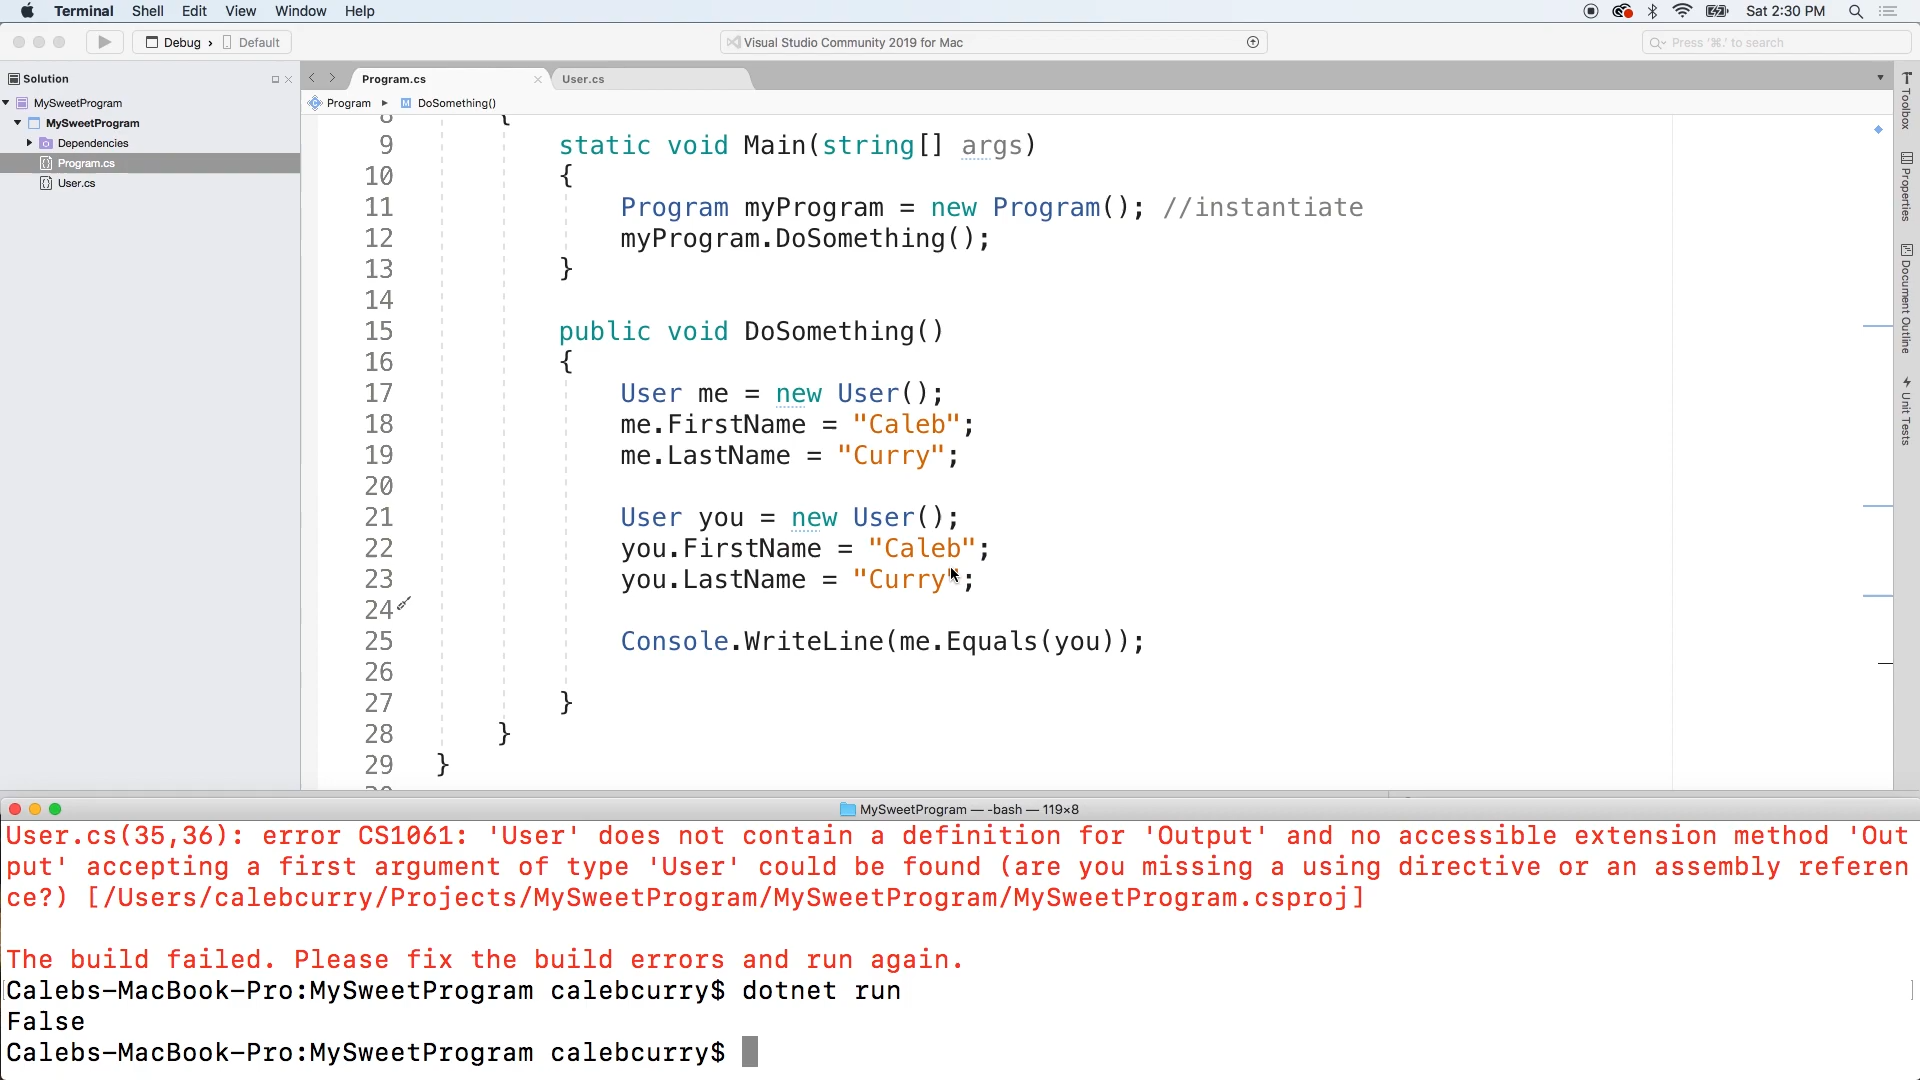 Terminal Shell Edit View Window Help Sat 2:30 PM
Debug › Default Visual Studio Community 2019 for Mac Press '⌘.' to search
Solution
Program.cs User.cs
MySweetProgram
MySweetProgram
Dependencies
Program.cs
User.cs
Program ▸ DoSomething()
8 {
9 static void Main(string[] args)
10 {
11 Program myProgram = new Program(); //instantiate
12 myProgram.DoSomething();
13 }
14
15 public void DoSomething()
16 {
17 User me = new User();
18 me.FirstName = "Caleb";
19 me.LastName = "Curry";
20
21 User you = new User();
22 you.FirstName = "Caleb";
23 you.LastName = "Curry";
24
25 Console.WriteLine(me.Equals(you));
26
27 }
28 }
29 }
Toolbox
Properties
Document Outline
Unit Tests
MySweetProgram — -bash — 119×8
User.cs(35,36): error CS1061: 'User' does not contain a definition for 'Output' and no accessible extension method 'Out
put' accepting a first argument of type 'User' could be found (are you missing a using directive or an assembly referen
ce?) [/Users/calebcurry/Projects/MySweetProgram/MySweetProgram/MySweetProgram.csproj]
The build failed. Please fix the build errors and run again.
Calebs-MacBook-Pro:MySweetProgram calebcurry$ dotnet run
False
Calebs-MacBook-Pro:MySweetProgram calebcurry$